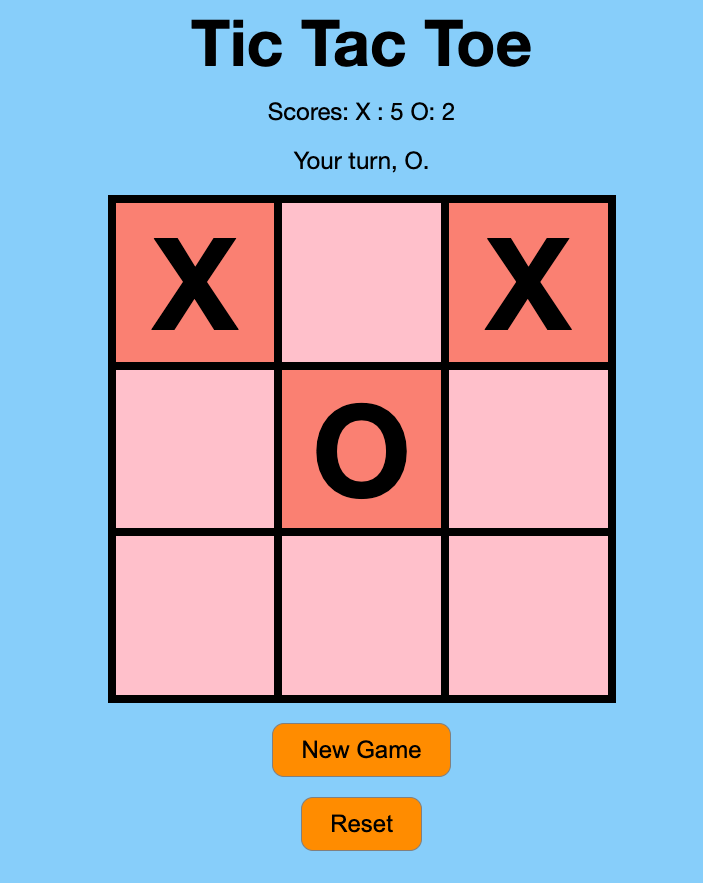 Tic Tac Toe
Scores: X : 5 O: 2
Your turn, O.
X X
O
New Game
Reset